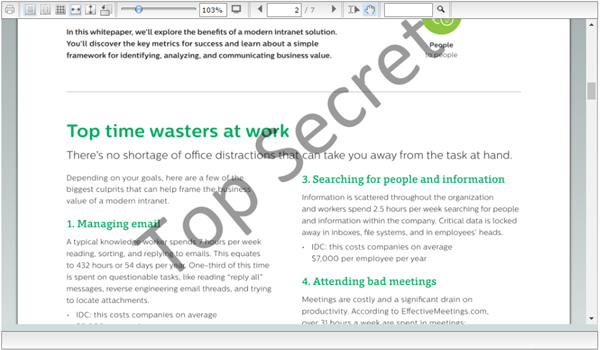 103%
2 / 7
In this whitepaper, we'll explore the benefits of a modern intranet solution.
You'll discover the key metrics for success and learn about a simple
framework for identifying, analyzing, and communicating business value.
People
to people
Top Secret
Top time wasters at work
There's no shortage of office distractions that can take you away from the task at hand.
Depending on your goals, here are a few of the
biggest culprits that can help frame the business
value of a modern intranet.
1. Managing email
A typical knowledge worker spends 7 hours per week
reading, sorting, and replying to emails. This equates
to 432 hours or 54 days per year. One-third of this time
is spent on questionable tasks, like reading “reply all”
messages, reverse engineering email threads, and trying
to locate attachments.
• IDC: this costs companies on average
3. Searching for people and information
Information is scattered throughout the organization
and workers spend 2.5 hours per week searching for people
and information within the company. Critical data is locked
away in inboxes, file systems, and in employees' heads.
• IDC: this costs companies on average
$7,000 per employee per year
4. Attending bad meetings
Meetings are costly and a significant drain on
productivity. According to EffectiveMeetings.com,
over 31 hours a week are spent in meetings;